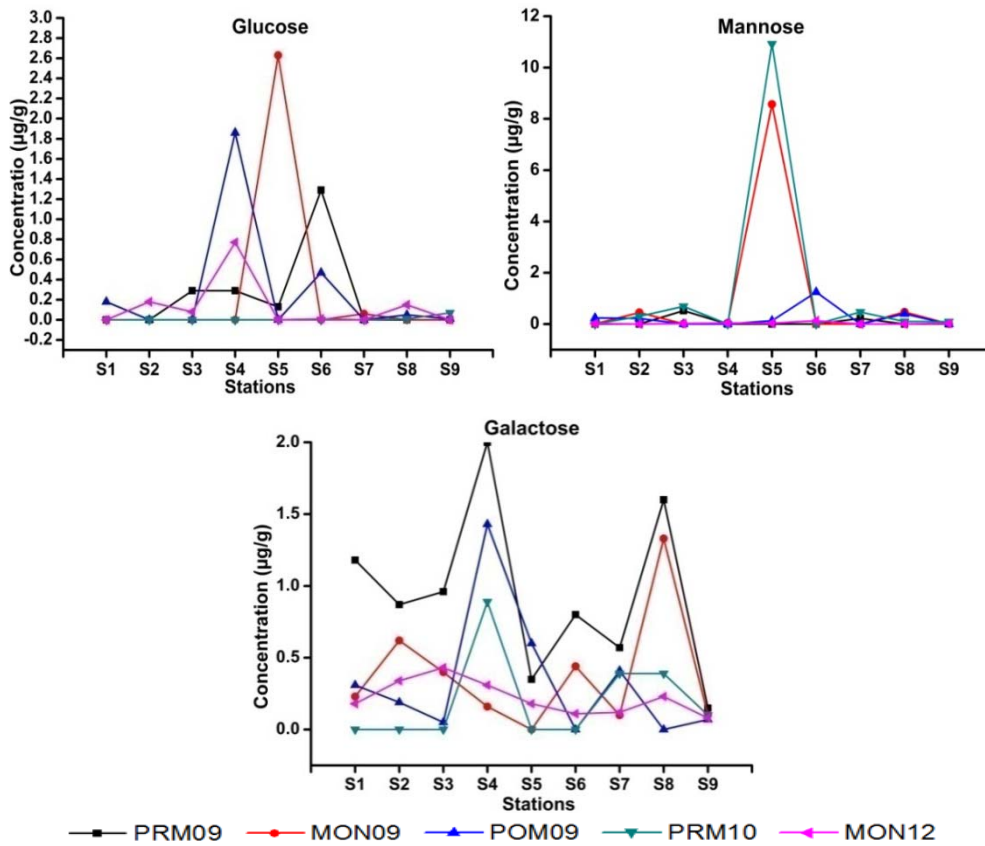 Glucose
3.0
2.8
2.6
2.4
2.2
2.0
1.8
1.6
1.4
1.2
1.0
0.8
0.6
0.4
0.2
0.0
-0.2
Concentratio (µg/g)
S1 S2 S3 S4 S5 S6 S7 S8 S9
Stations
Mannose
12
10
8
6
4
2
0
Concentration (µg/g)
S1 S2 S3 S4 S5 S6 S7 S8 S9
Stations
Galactose
2.0
1.5
1.0
0.5
0.0
Concentration (µg/g)
S1 S2 S3 S4 S5 S6 S7 S8 S9
Stations
PRM09 MON09 POM09 PRM10 MON12